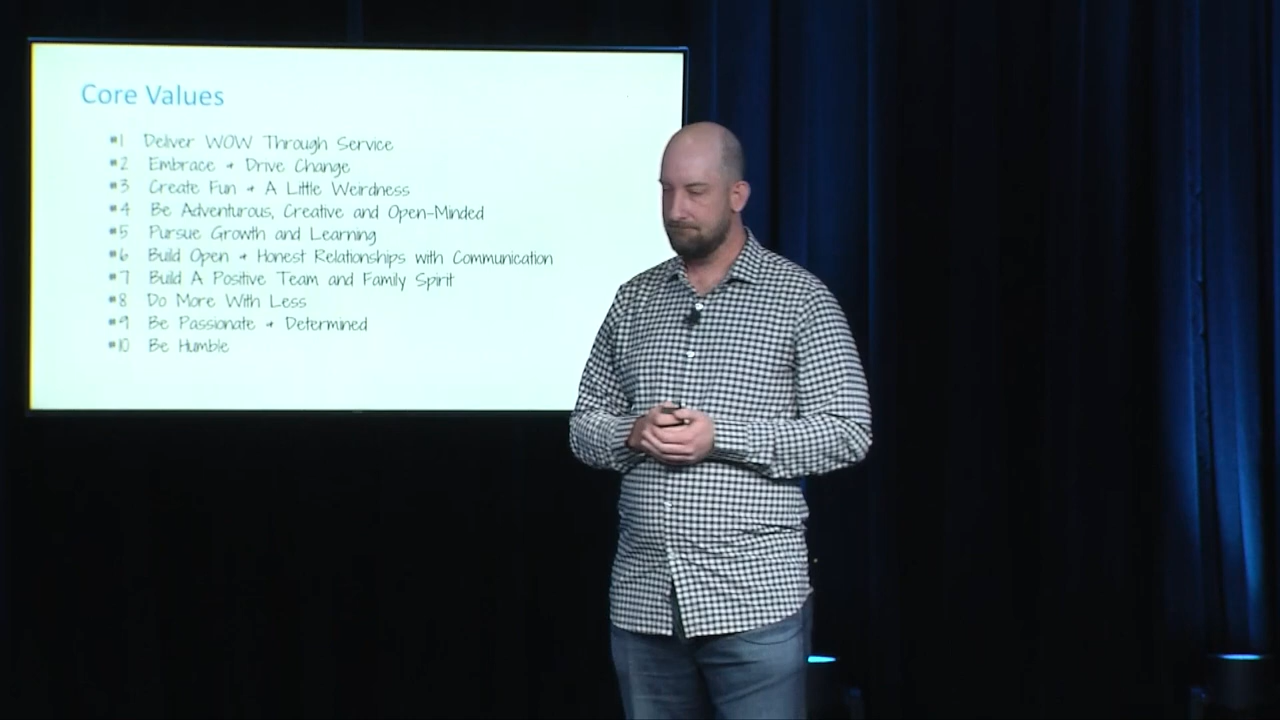 Core Values
#1 Deliver WOW Through Service
#2 Embrace + Drive Change
#3 Create Fun + A Little Weirdness
#4 Be Adventurous, Creative and Open-Minded
#5 Pursue Growth and Learning
#6 Build Open + Honest Relationships with Communication
#7 Build A Positive Team and Family Spirit
#8 Do More With Less
#9 Be Passionate + Determined
#10 Be Humble